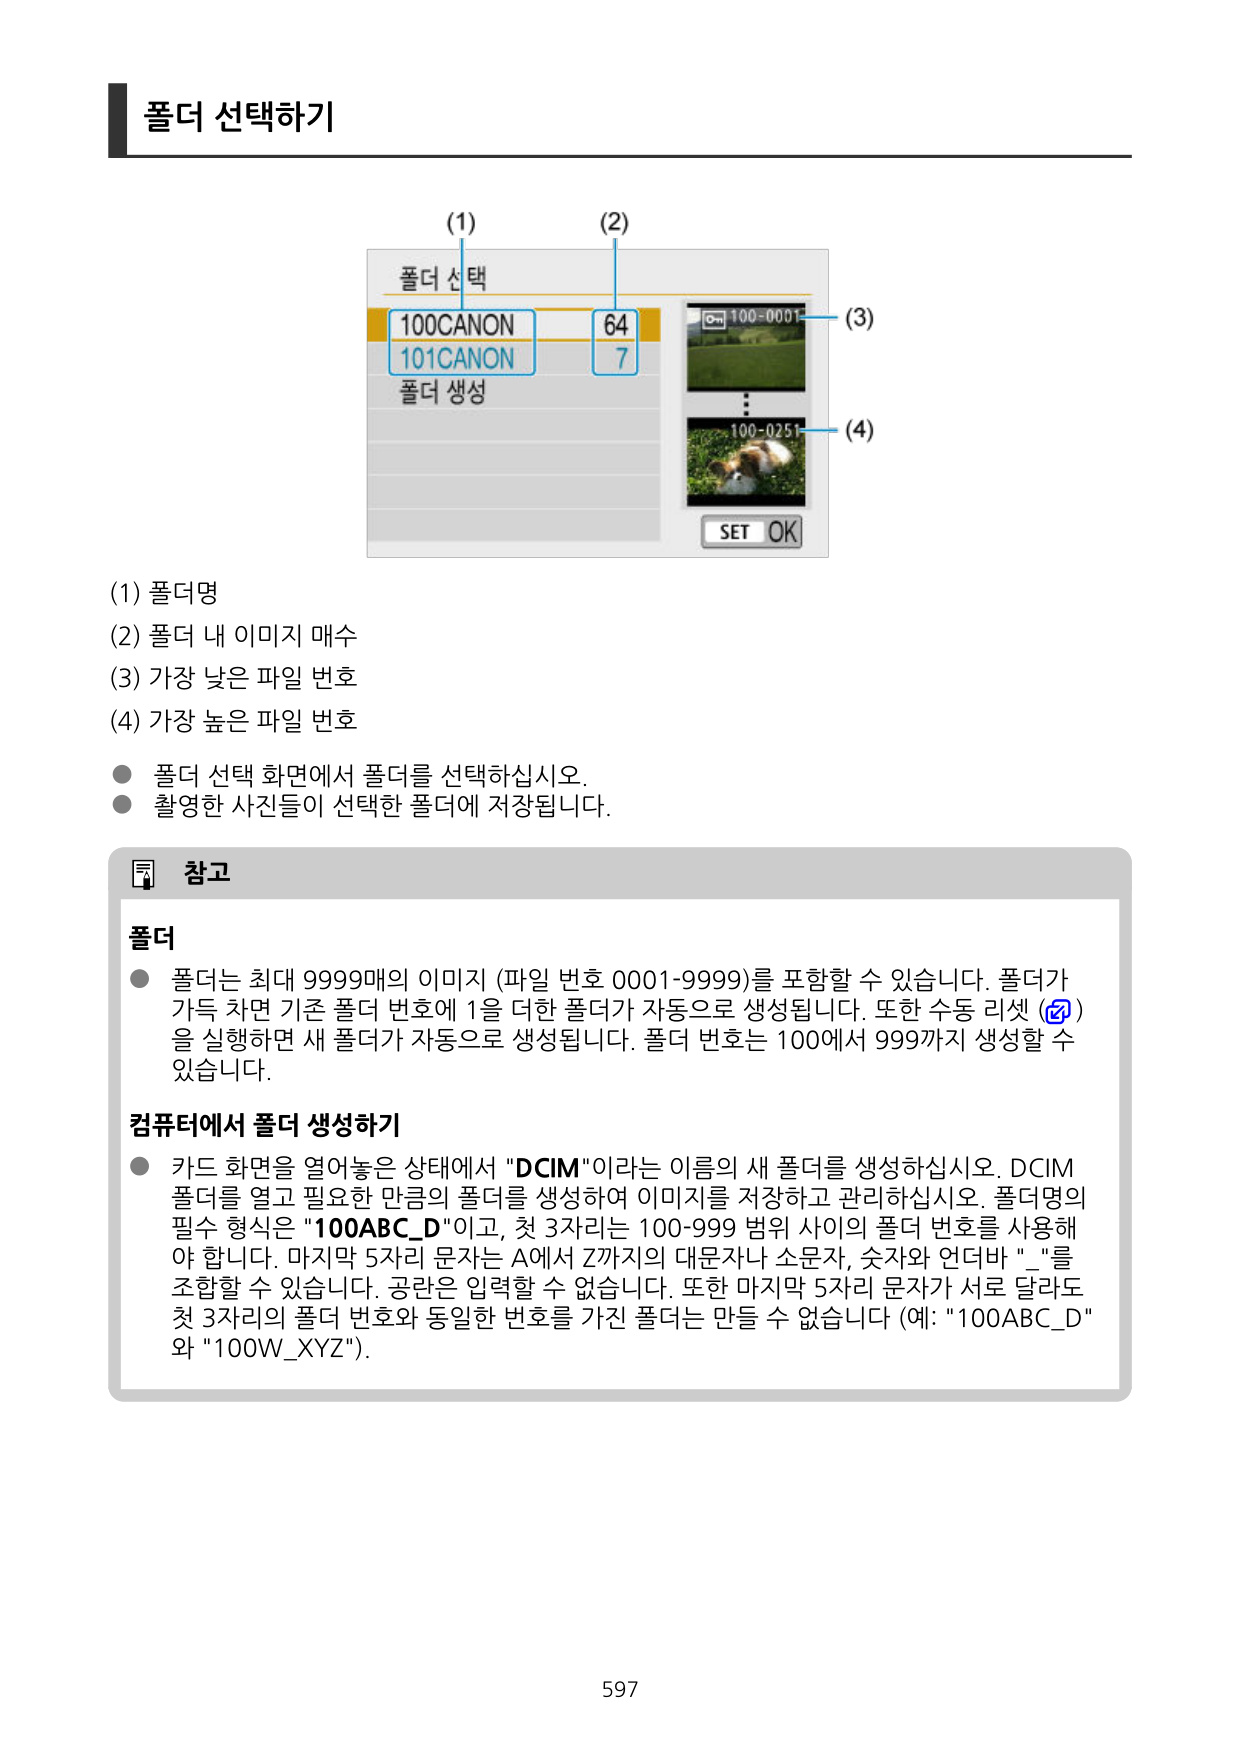 폴더 선택하기
(1) (2)
폴더 선택
100CANON 64
101CANON 7
폴더 생성
100-0001 (3)
100-0251 (4)
SET OK
(1) 폴더명
(2) 폴더 내 이미지 매수
(3) 가장 낮은 파일 번호
(4) 가장 높은 파일 번호
● 폴더 선택 화면에서 폴더를 선택하십시오.
● 촬영한 사진들이 선택한 폴더에 저장됩니다.
참고
폴더
● 폴더는 최대 9999매의 이미지 (파일 번호 0001-9999)를 포함할 수 있습니다. 폴더가
가득 차면 기존 폴더 번호에 1을 더한 폴더가 자동으로 생성됩니다. 또한 수동 리셋 ( )
을 실행하면 새 폴더가 자동으로 생성됩니다. 폴더 번호는 100에서 999까지 생성할 수
있습니다.
컴퓨터에서 폴더 생성하기
● 카드 화면을 열어놓은 상태에서 "DCIM"이라는 이름의 새 폴더를 생성하십시오. DCIM
폴더를 열고 필요한 만큼의 폴더를 생성하여 이미지를 저장하고 관리하십시오. 폴더명의
필수 형식은 "100ABC_D"이고, 첫 3자리는 100-999 범위 사이의 폴더 번호를 사용해
야 합니다. 마지막 5자리 문자는 A에서 Z까지의 대문자나 소문자, 숫자와 언더바 "_"를
조합할 수 있습니다. 공란은 입력할 수 없습니다. 또한 마지막 5자리 문자가 서로 달라도
첫 3자리의 폴더 번호와 동일한 번호를 가진 폴더는 만들 수 없습니다 (예: "100ABC_D"
와 "100W_XYZ").
597